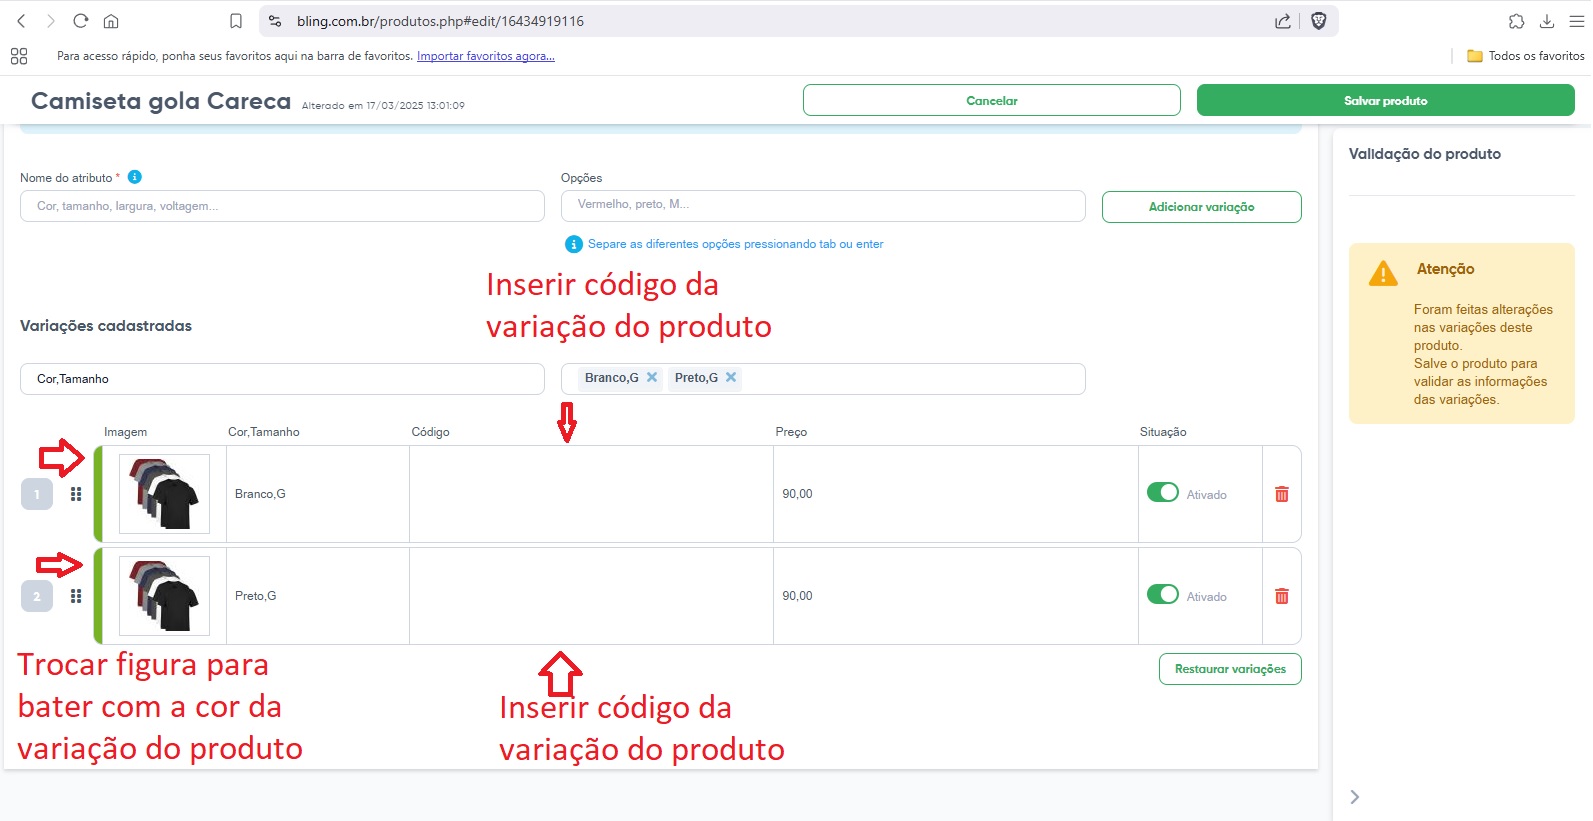 bling.com.br/produtos.php#edit/16434919116
Para acesso rápido, ponha seus favoritos aqui na barra de favoritos. Importar favoritos agora...
Todos os favoritos
Camiseta gola Careca Alterado em 17/03/2025 13:01:09
Cancelar
Salvar produto
Validação do produto
Nome do atributo *
Opções
Cor, tamanho, largura, voltagem...
Vermelho, preto, M...
Adicionar variação
Separe as diferentes opções pressionando tab ou enter
Atenção
Foram feitas alterações
nas variações deste
produto.
Salve o produto para
validar as informações
das variações.
Inserir código da
variação do produto
Variações cadastradas
Cor,Tamanho
Branco,G
Preto,G
Imagem
Cor,Tamanho
Código
Preço
Situação
1
Branco,G
90,00
Ativado
2
Preto,G
90,00
Ativado
Restaurar variações
Trocar figura para
bater com a cor da
variação do produto
Inserir código da
variação do produto